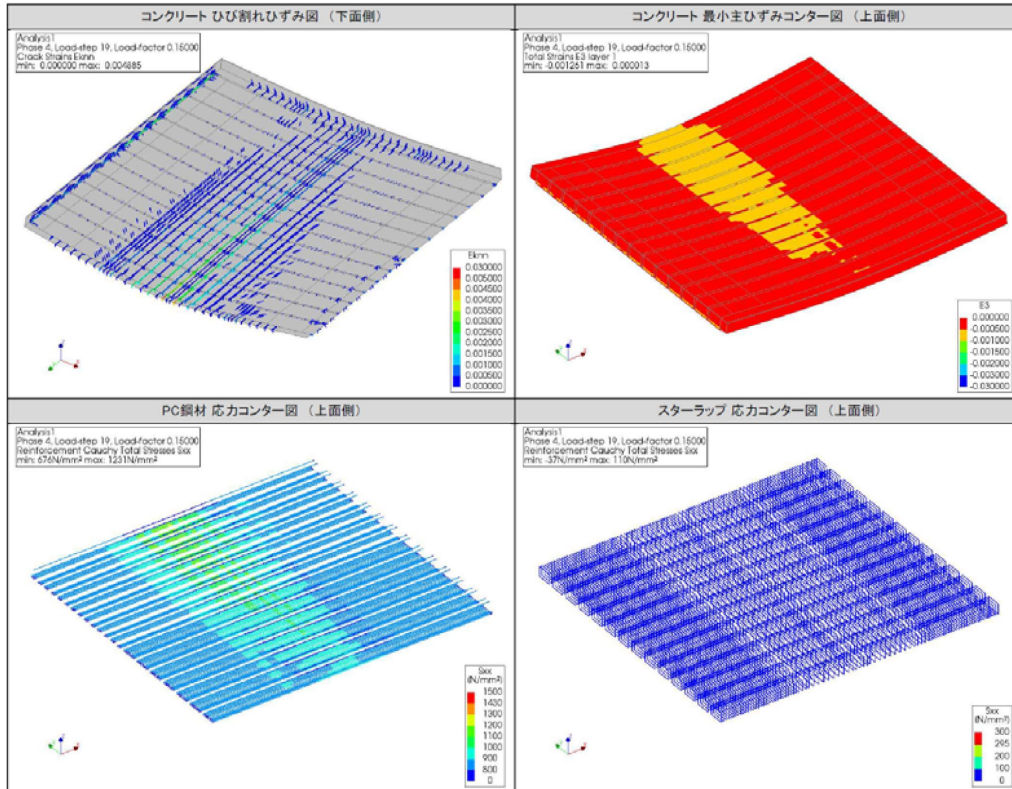 コンクリート ひび割れひずみ図 （下面側）
Analysis1
Phase 4, Load-step 19, Load-factor 0.15000
Crack Strains Eknn
min: 0.000000 max: 0.004885
Eknn
0.030000
0.005000
0.004500
0.004000
0.003500
0.003000
0.002500
0.002000
0.001500
0.001000
0.000500
0.000000
コンクリート 最小主ひずみコンター図 （上面側）
Analysis1
Phase 4, Load-step 19, Load-factor 0.15000
Total Strains E3 layer 1
min: -0.001261 max: 0.000013
E3
0.000000
-0.000500
-0.001000
-0.001500
-0.002000
-0.003000
-0.030000
PC鋼材 応力コンター図 （上面側）
Analysis1
Phase 4, Load-step 19, Load-factor 0.15000
Reinforcement Cauchy Total Stresses Sxx
min: 676N/mm² max: 1231N/mm²
Sxx
(N/mm²)
1500
1430
1300
1200
1100
1000
900
800
0
スターラップ 応力コンター図 （上面側）
Analysis1
Phase 4, Load-step 19, Load-factor 0.15000
Reinforcement Cauchy Total Stresses Sxx
min: -37N/mm² max: 110N/mm²
Sxx
(N/mm²)
300
295
200
100
0